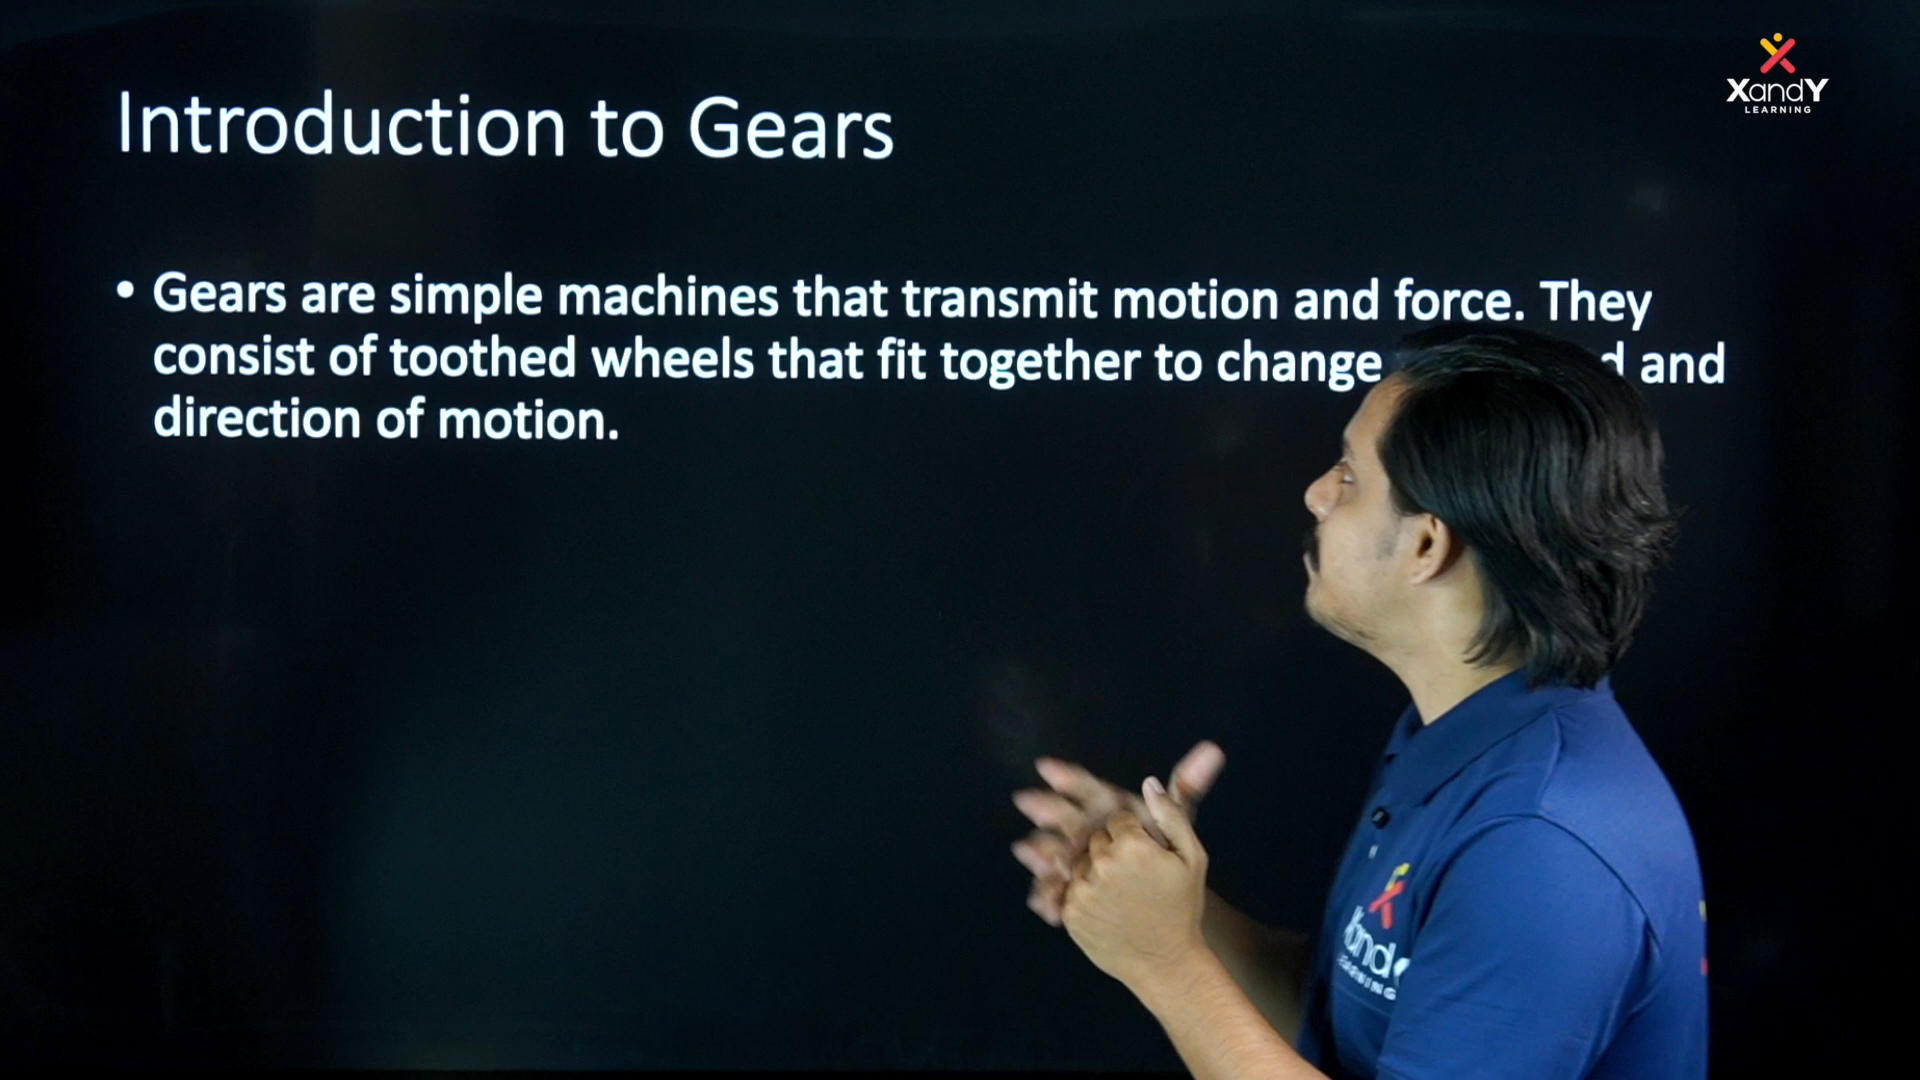 XandY
LEARNING
Introduction to Gears
• Gears are simple machines that transmit motion and force. They
consist of toothed wheels that fit together to change and
direction of motion.